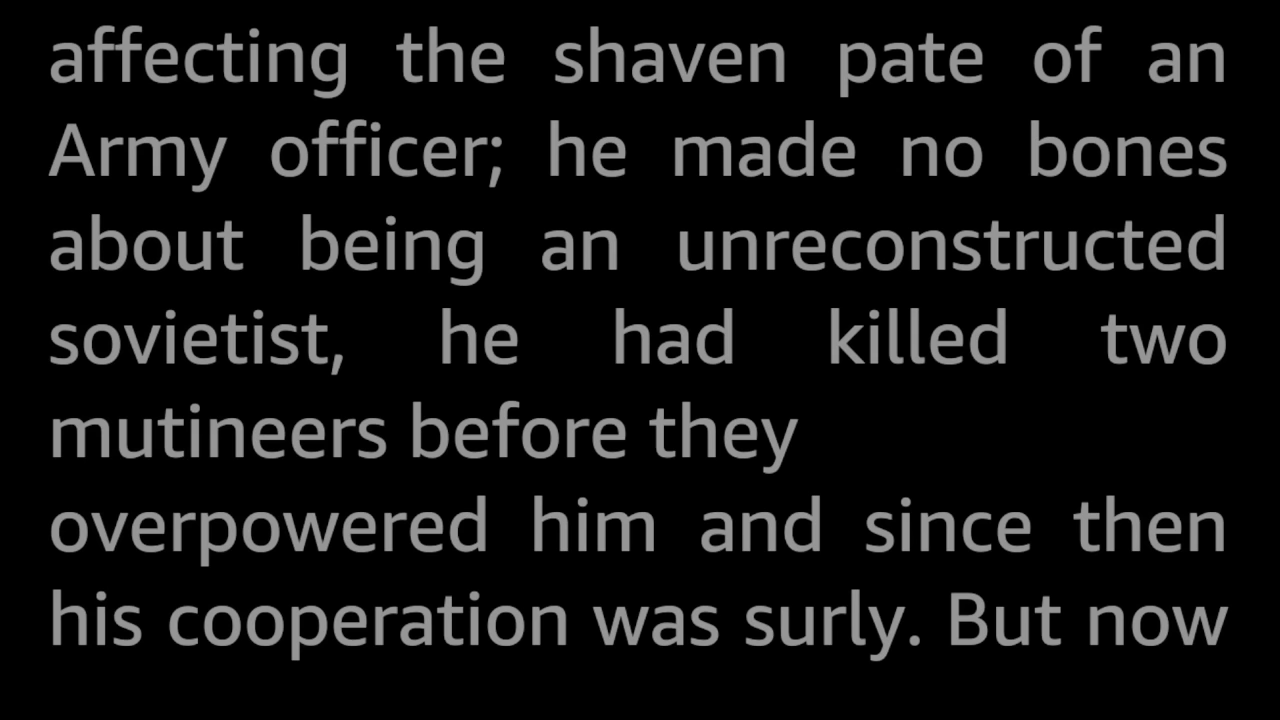 affecting the shaven pate of an
Army officer; he made no bones
about being an unreconstructed
sovietist, he had killed two
mutineers before they
overpowered him and since then
his cooperation was surly. But now